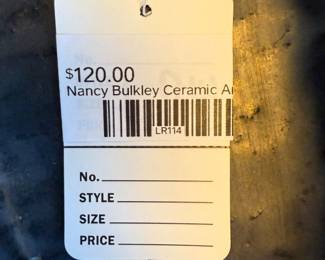 $120.00
Nancy Bulkley Ceramic
LR114
No.
STYLE
SIZE
PRICE